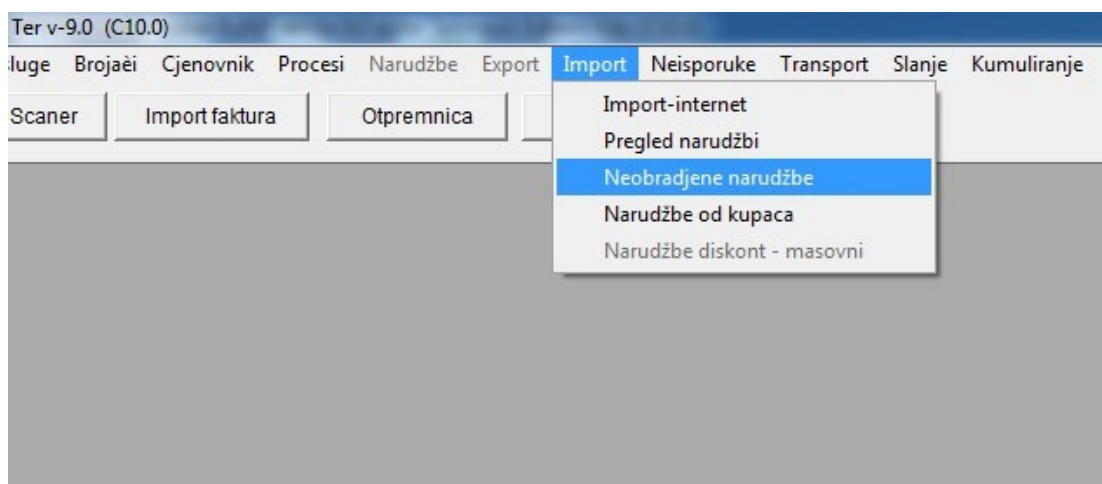 Ter v-9.0 (C10.0)
sluge Brojaèi Cjenovnik Procesi Narudžbe Export Import Neisporuke Transport Slanje Kumuliranje
Scaner Import faktura Otpremnica
Import-internet
Pregled narudžbi
Neobradjene narudžbe
Narudžbe od kupaca
Narudžbe diskont - masovni